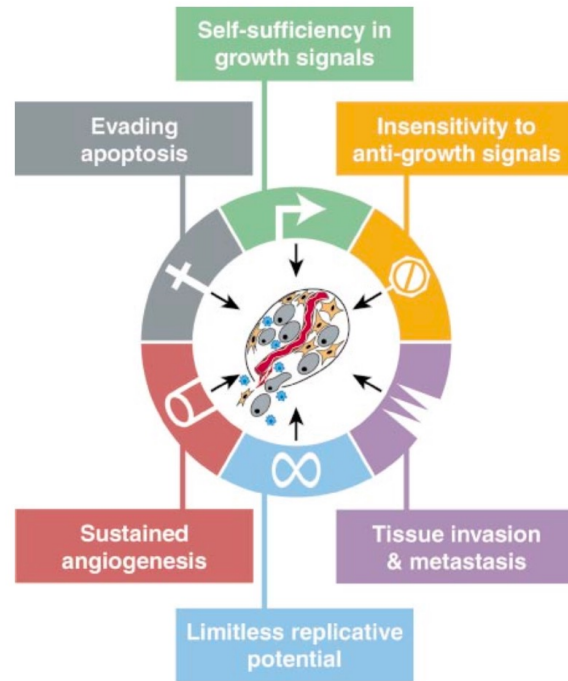 Self-sufficiency in
growth signals
Evading
apoptosis
Insensitivity to
anti-growth signals
Sustained
angiogenesis
Tissue invasion
& metastasis
Limitless replicative
potential